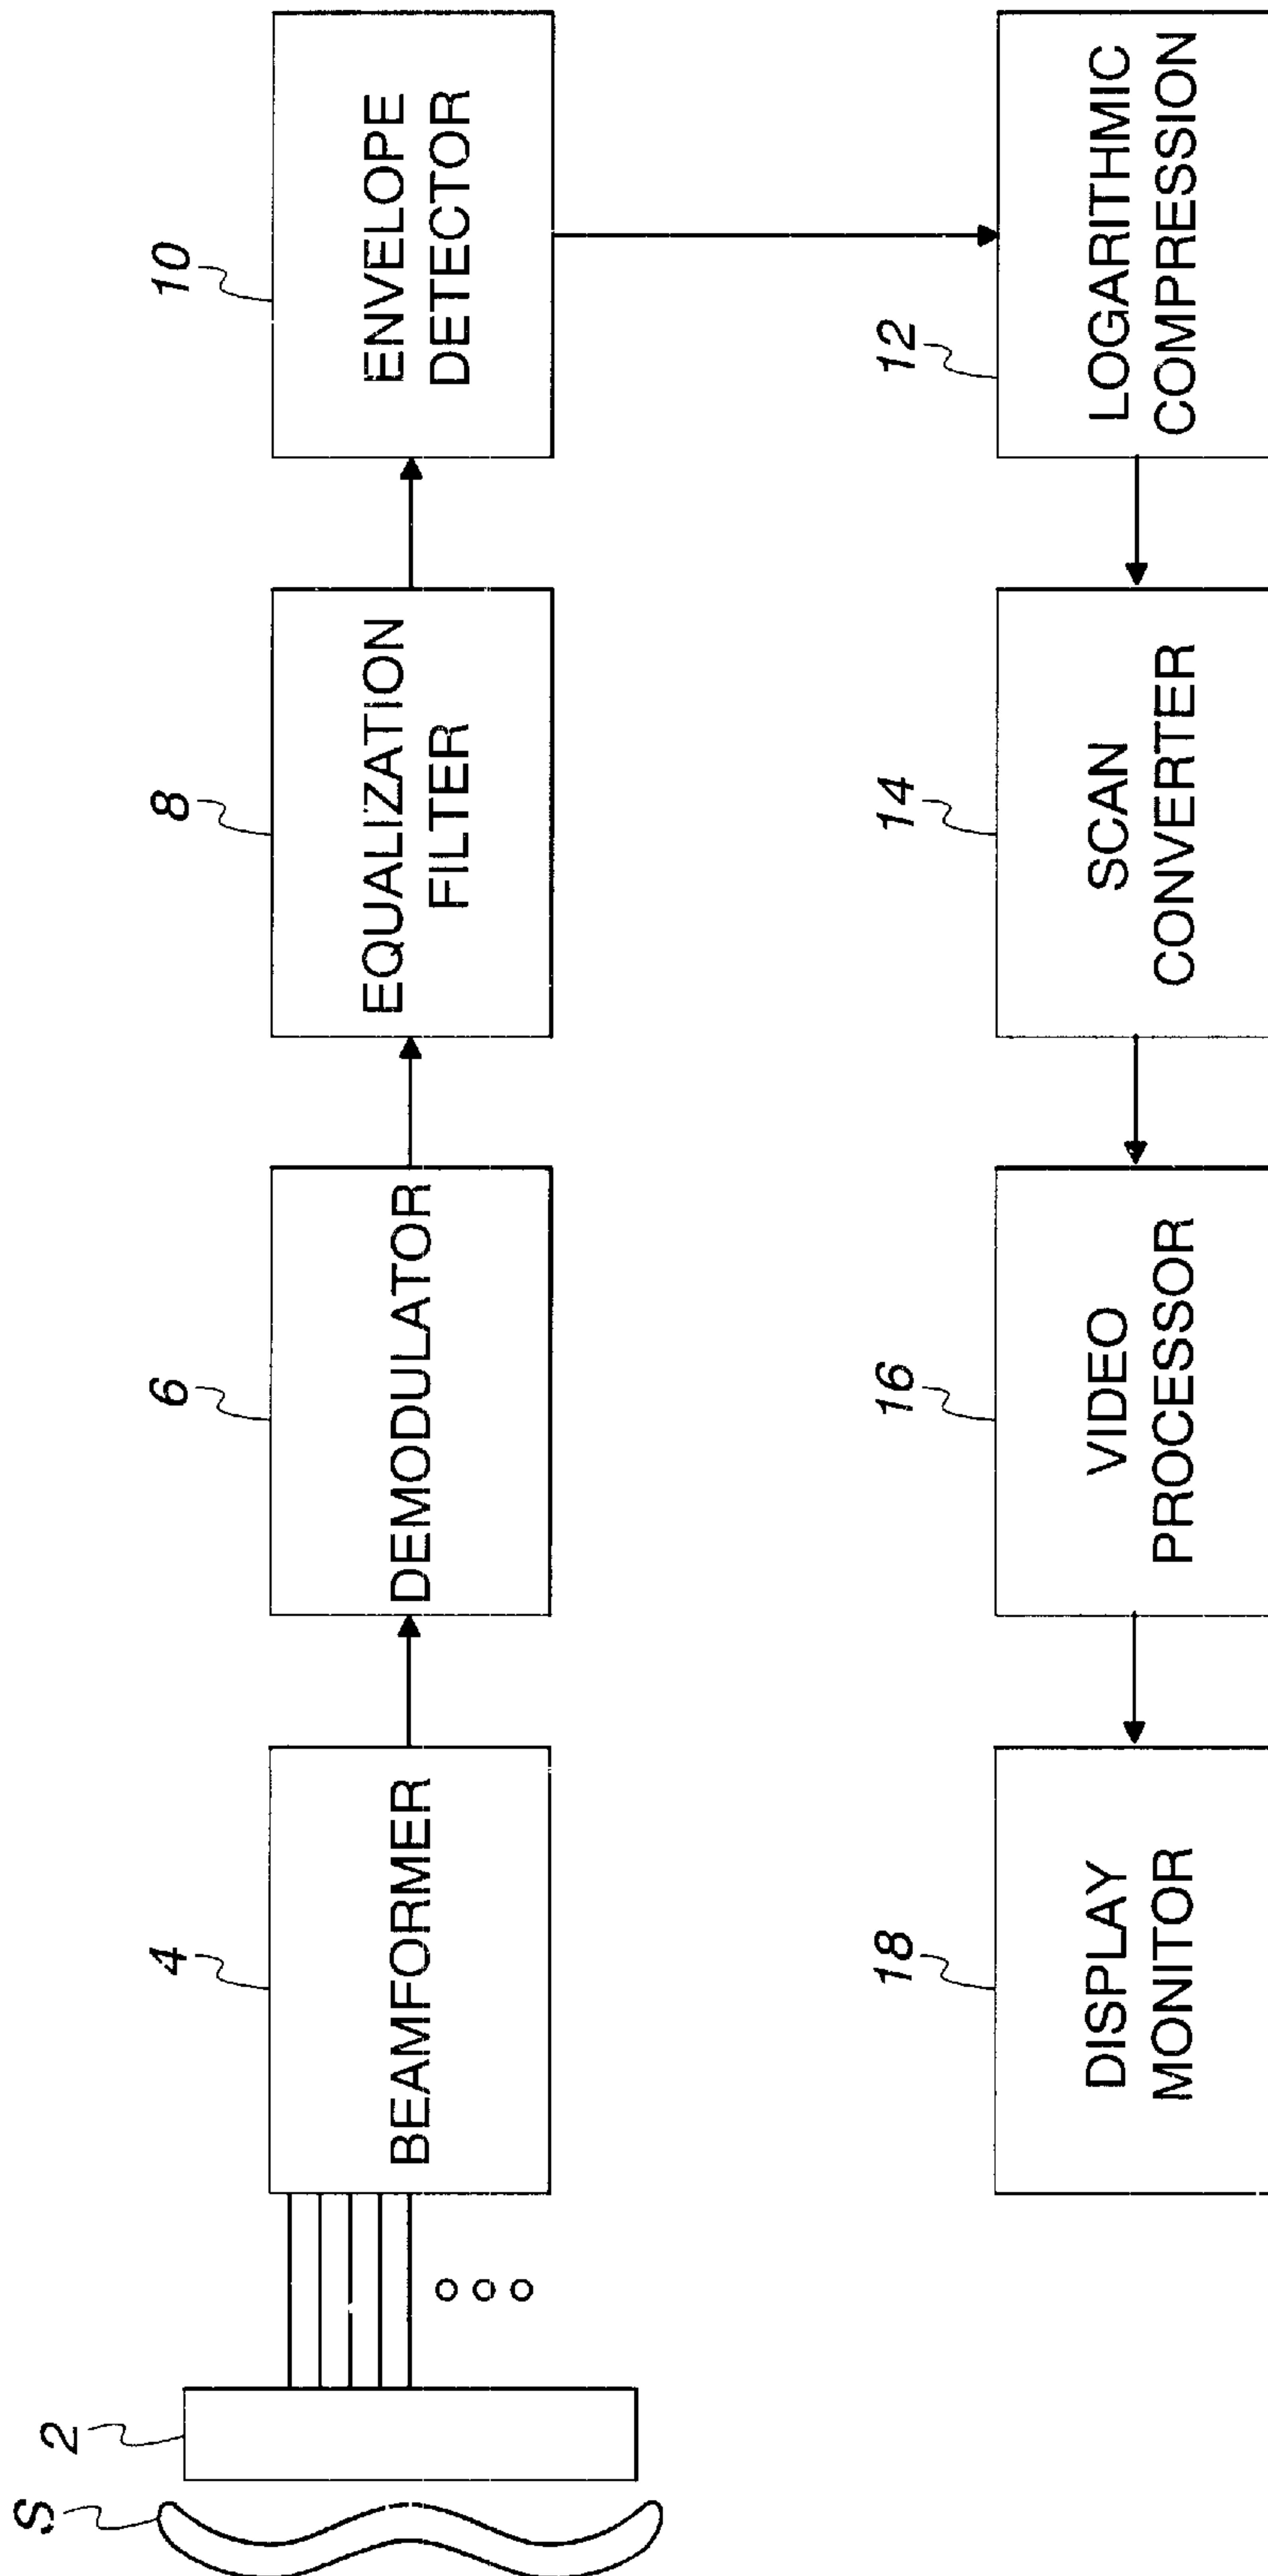 S
2
4
BEAMFORMER
6
DEMODULATOR
8
EQUALIZATION
FILTER
10
ENVELOPE
DETECTOR
18
DISPLAY
MONITOR
16
VIDEO
PROCESSOR
14
SCAN
CONVERTER
12
LOGARITHMIC
COMPRESSION